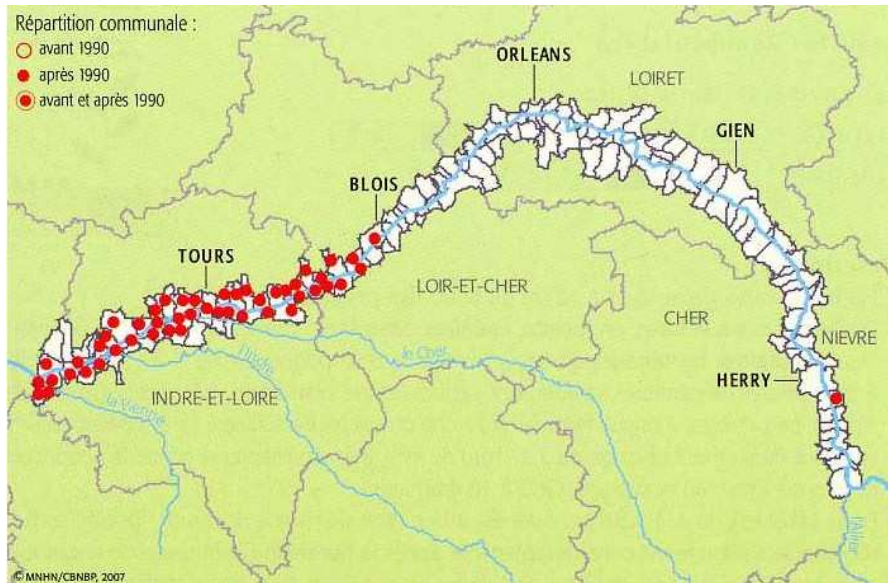 Répartition communale :
avant 1990
après 1990
avant et après 1990
ORLEANS
LOIRET
GIEN
BLOIS
TOURS
LOIR-ET-CHER
CHER
NIEVRE
le Cher
l'Indre
HERRY
INDRE-ET-LOIRE
la Vienne
l'Allier
© MNHN/CBNBP, 2007